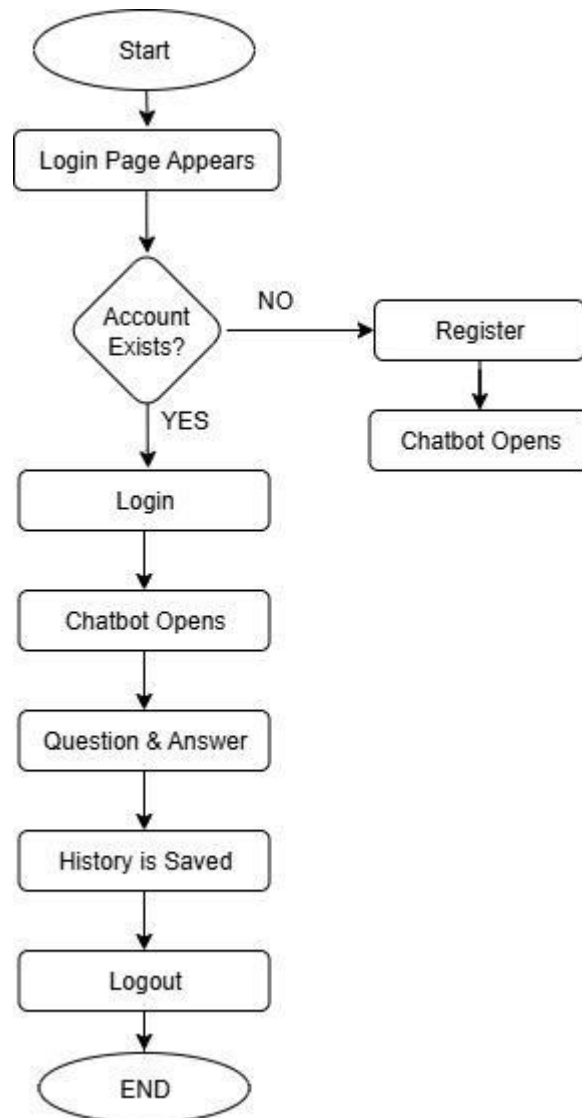 Start
Login Page Appears
Account
Exists?
NO
Register
YES
Chatbot Opens
Login
Chatbot Opens
Question & Answer
History is Saved
Logout
END